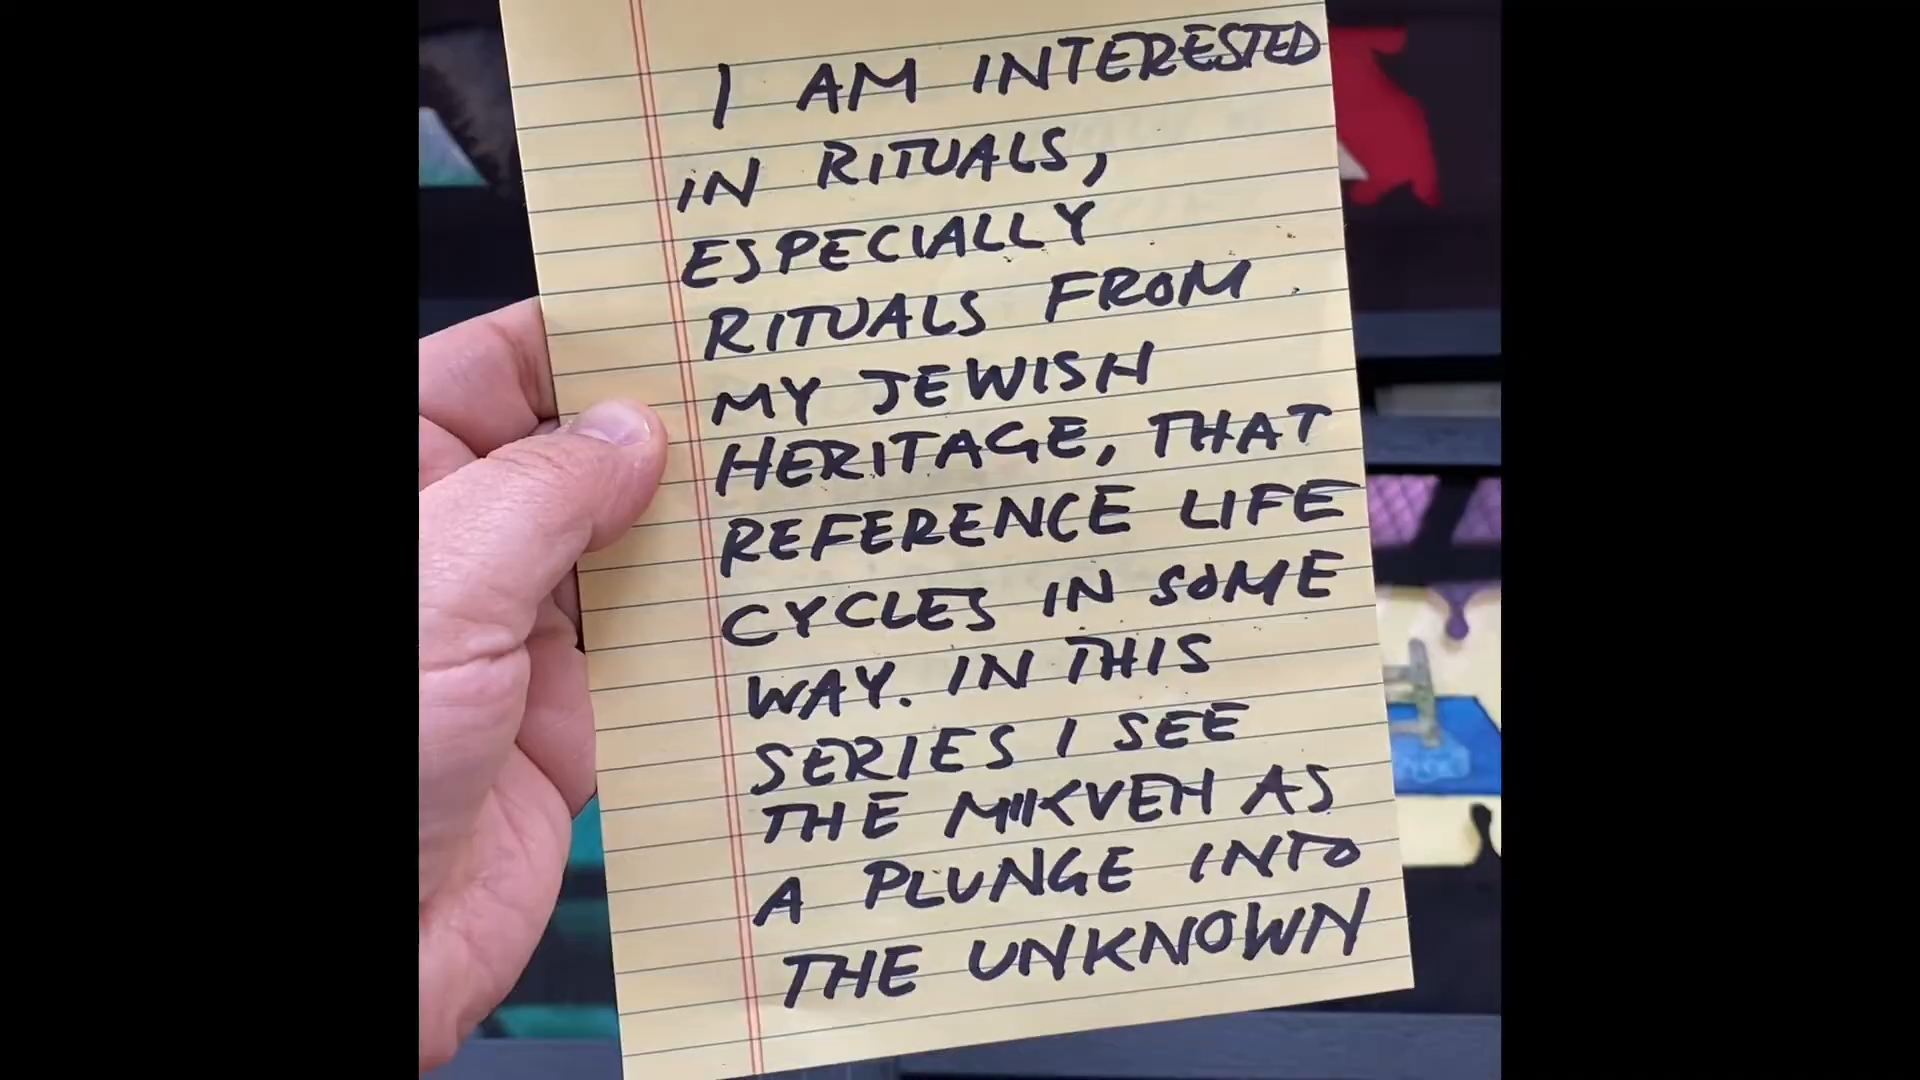 I AM INTERESTED
IN RITUALS,
ESPECIALLY
RITUALS FROM
MY JEWISH
HERITAGE, THAT
REFERENCE LIFE
CYCLES IN SOME
WAY. IN THIS
SERIES I SEE
THE MIKVEH AS
A PLUNGE INTO
THE UNKNOWN